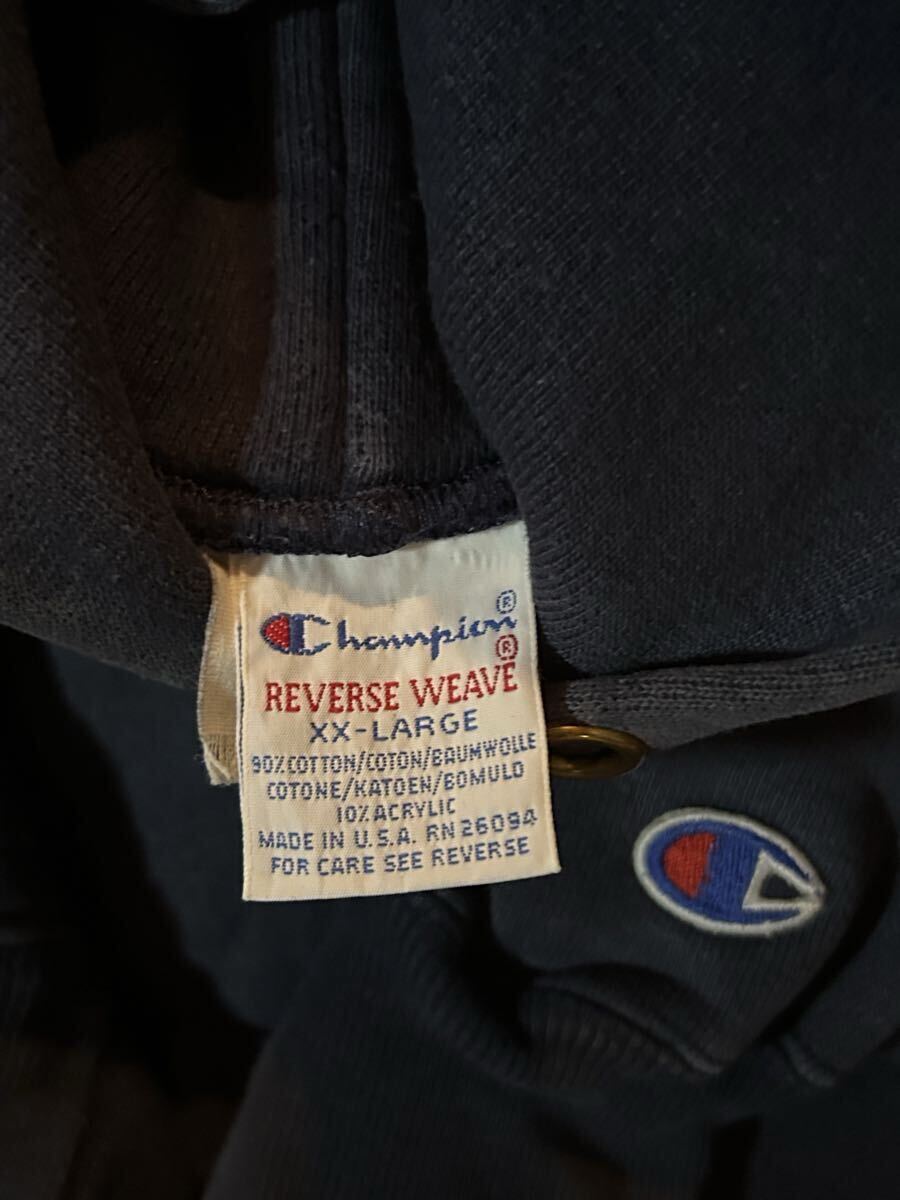 Champion®
REVERSE WEAVE®
XX-LARGE
90%COTTON/COTON/BAUMWOLLE
COTONE/KATOEN/BOMULD
10% ACRYLIC
MADE IN U.S.A. RN 26094
FOR CARE SEE REVERSE